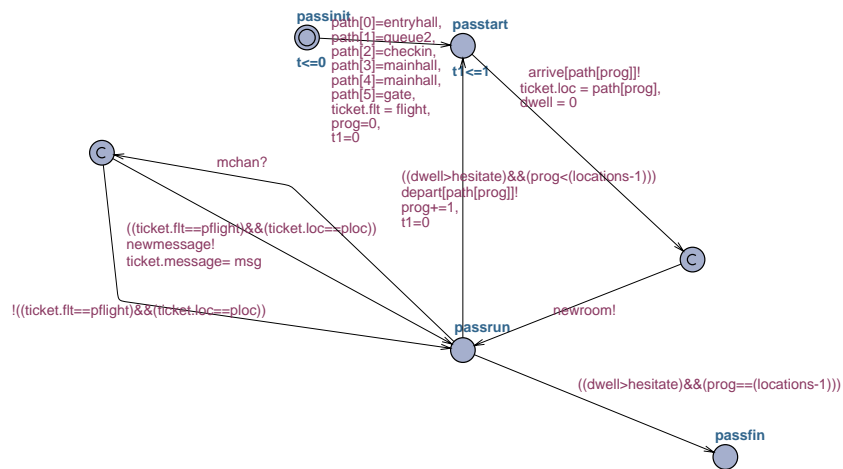 passinit
path[0]=entryhall,
path[1]=queue2,
path[2]=checkin,
path[3]=mainhall,
path[4]=mainhall,
path[5]=gate,
ticket.flt = flight,
prog=0,
t1=0
t<=0
passtart
t1<=1
arrive[path[prog]]!
ticket.loc = path[prog],
dwell = 0
C
mchan?
((dwell>hesitate)&&(prog<(locations-1)))
depart[path[prog]]!
prog+=1,
t1=0
((ticket.flt==pflight)&&(ticket.loc==ploc))
newmessage!
ticket.message= msg
C
!((ticket.flt==pflight)&&(ticket.loc==ploc))
newroom!
passrun
((dwell>hesitate)&&(prog==(locations-1)))
passfin